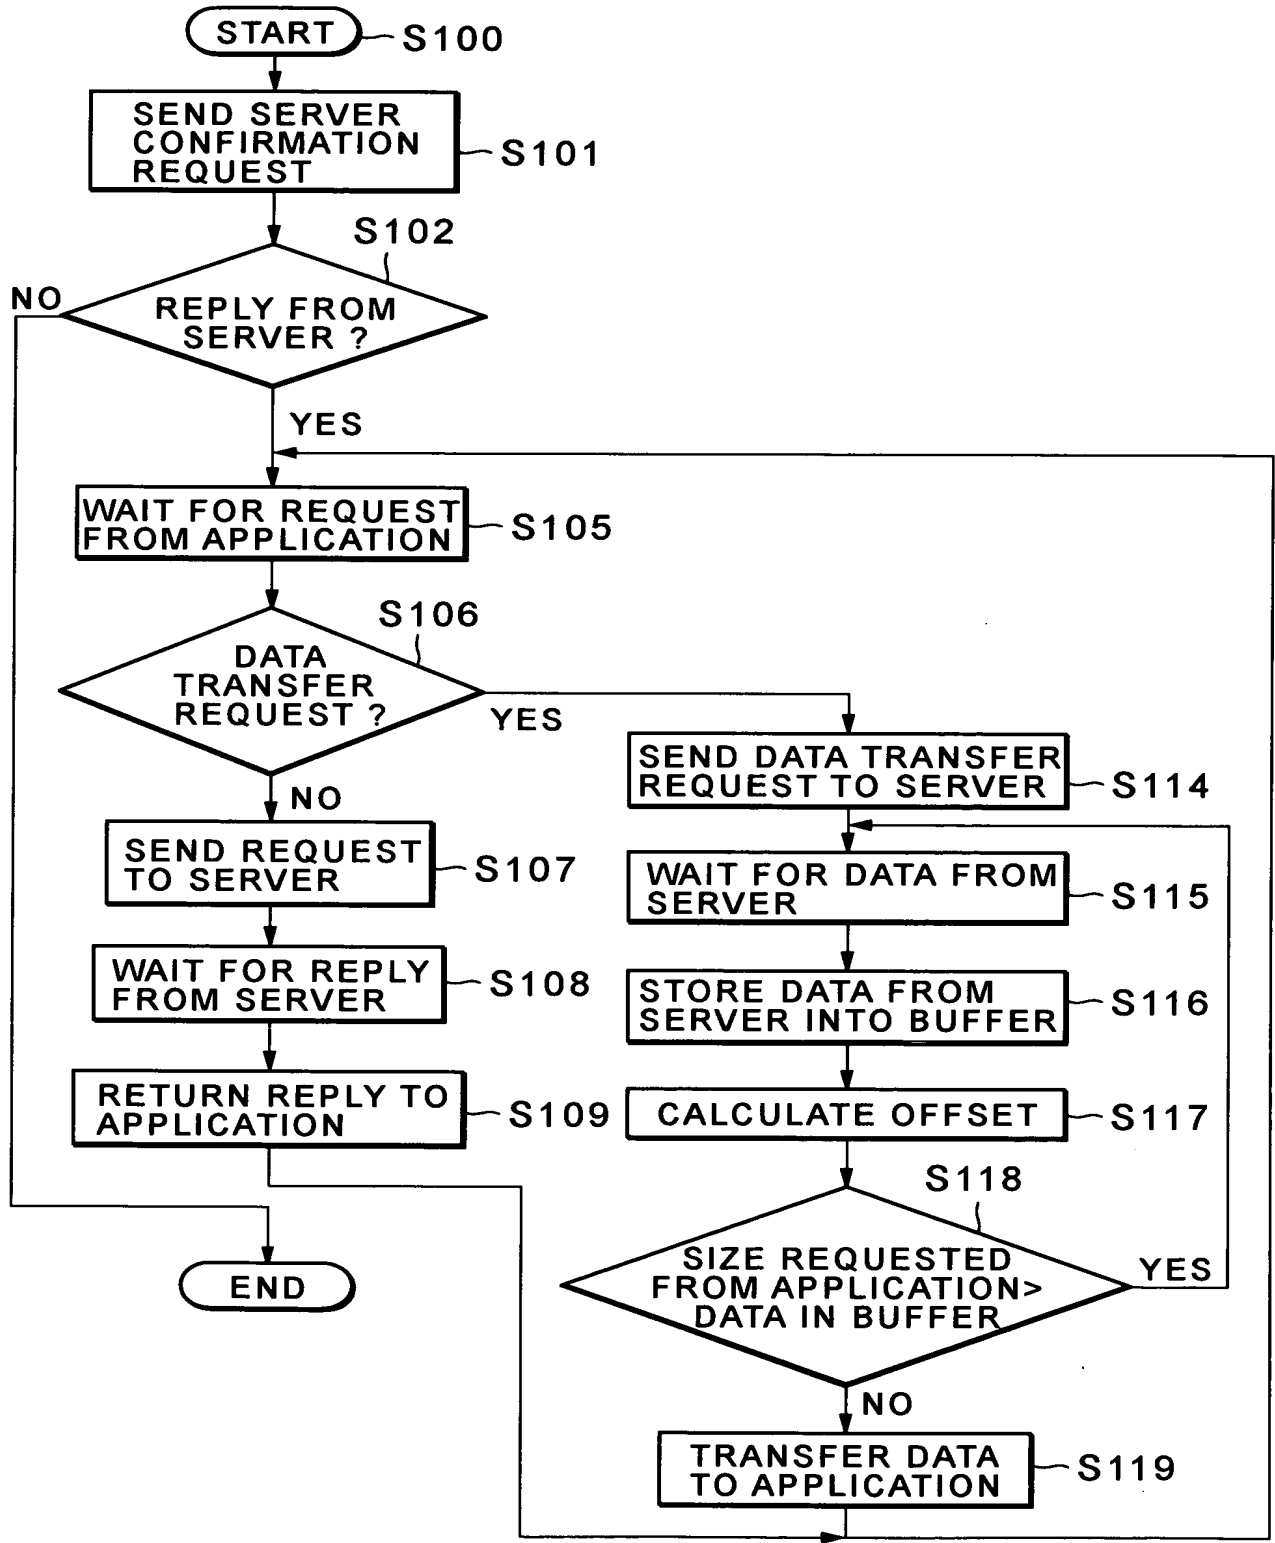 START
S100
SEND SERVER
CONFIRMATION
REQUEST
S101
S102
NO
REPLY FROM
SERVER ?
YES
WAIT FOR REQUEST
FROM APPLICATION
S105
S106
DATA
TRANSFER
REQUEST ?
YES
NO
SEND REQUEST
TO SERVER
S107
WAIT FOR REPLY
FROM SERVER
S108
RETURN REPLY TO
APPLICATION
S109
END
SEND DATA TRANSFER
REQUEST TO SERVER
S114
WAIT FOR DATA FROM
SERVER
S115
STORE DATA FROM
SERVER INTO BUFFER
S116
CALCULATE OFFSET
S117
S118
SIZE REQUESTED
FROM APPLICATION>
DATA IN BUFFER
YES
NO
TRANSFER DATA
TO APPLICATION
S119